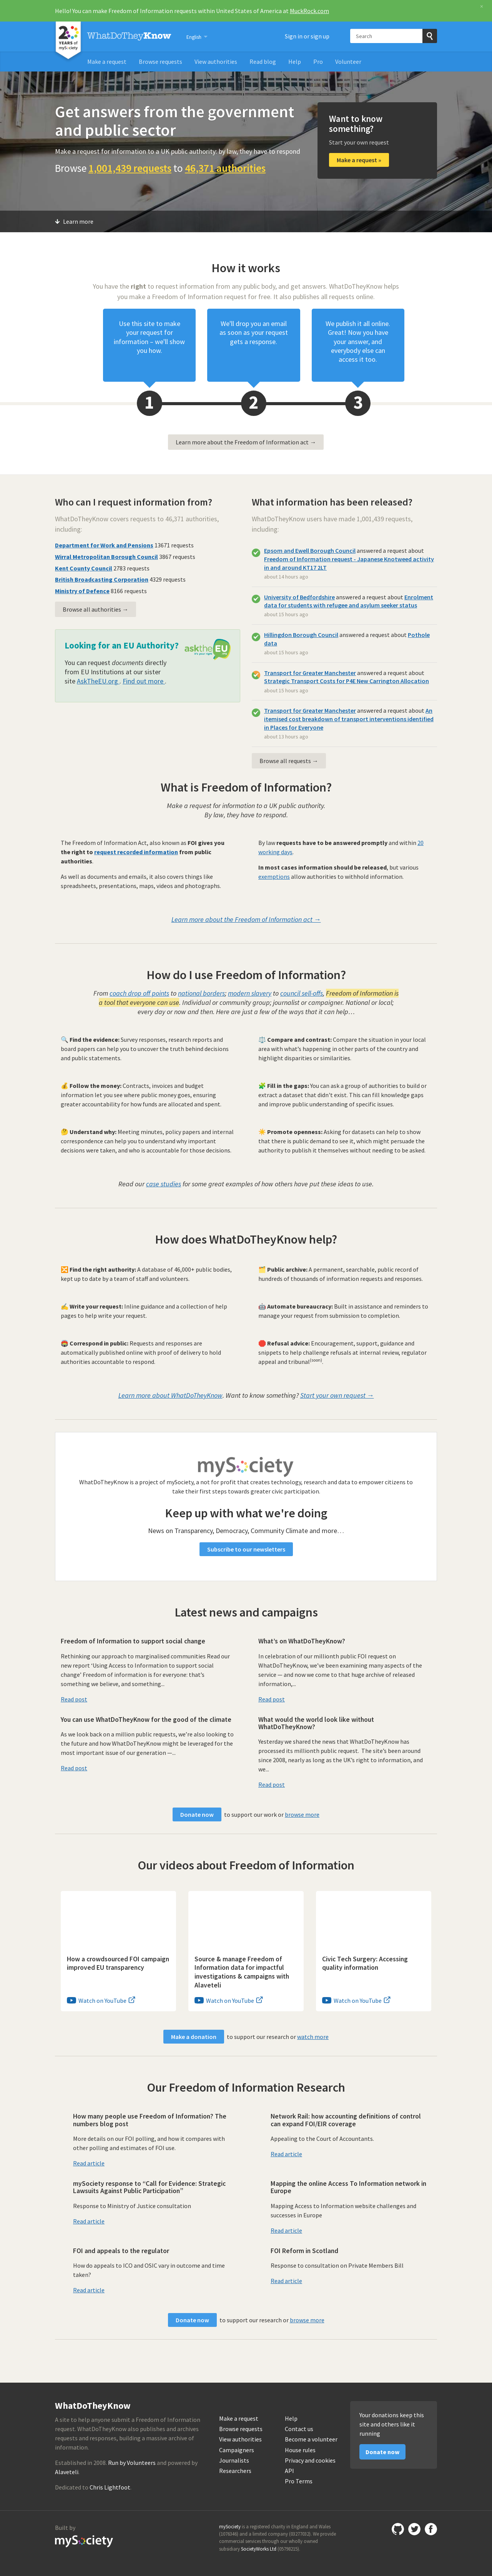 Hello! You can make Freedom of Information requests within United States of America at MuckRock.com
×
20 YEARS of mySociety
WhatDoTheyKnow
English
Sign in or sign up
Search
Make a request
Browse requests
View authorities
Read blog
Help
Pro
Volunteer
Get answers from the government
and public sector
Make a request for information to a UK public authority: by law, they have to respond
Browse 1,001,439 requests to 46,371 authorities
Want to know
something?
Start your own request
Make a request »
Learn more
How it works
You have the right to request information from any public body, and get answers. WhatDoTheyKnow helps
you make a Freedom of Information request for free. It also publishes all requests online.
Use this site to make
your request for
information – we'll show
you how.
We'll drop you an email
as soon as your request
gets a response.
We publish it all online.
Great! Now you have
your answer, and
everybody else can
access it too.
1
2
3
Learn more about the Freedom of Information act →
Who can I request information from?
WhatDoTheyKnow covers requests to 46,371 authorities,
including:
Department for Work and Pensions 13671 requests
Wirral Metropolitan Borough Council 3867 requests
Kent County Council 2783 requests
British Broadcasting Corporation 4329 requests
Ministry of Defence 8166 requests
Browse all authorities →
Looking for an EU Authority?
You can request documents directly
from EU Institutions at our sister
site AskTheEU.org . Find out more .
asktheEU
What information has been released?
WhatDoTheyKnow users have made 1,001,439 requests,
including:
Epsom and Ewell Borough Council answered a request about
Freedom of Information request - Japanese Knotweed activity
in and around KT17 2LT
about 14 hours ago
University of Bedfordshire answered a request about Enrolment
data for students with refugee and asylum seeker status
about 15 hours ago
Hillingdon Borough Council answered a request about Pothole
data
about 15 hours ago
Transport for Greater Manchester answered a request about
Strategic Transport Costs for P4E New Carrington Allocation
about 15 hours ago
Transport for Greater Manchester answered a request about An
itemised cost breakdown of transport interventions identified
in Places for Everyone
about 13 hours ago
Browse all requests →
What is Freedom of Information?
Make a request for information to a UK public authority.
By law, they have to respond.
The Freedom of Information Act, also known as FOI gives you
the right to request recorded information from public
authorities.
As well as documents and emails, it also covers things like
spreadsheets, presentations, maps, videos and photographs.
By law requests have to be answered promptly and within 20
working days.
In most cases information should be released, but various
exemptions allow authorities to withhold information.
Learn more about the Freedom of Information act →
How do I use Freedom of Information?
From coach drop off points to national borders; modern slavery to council sell-offs, Freedom of Information is
a tool that everyone can use. Individual or community group; journalist or campaigner. National or local;
every day or now and then. Here are just a few of the ways that it can help…
🔍 Find the evidence: Survey responses, research reports and
board papers can help you to uncover the truth behind decisions
and public statements.
⚖️ Compare and contrast: Compare the situation in your local
area with what's happening in other parts of the country and
highlight disparities or similarities.
💰 Follow the money: Contracts, invoices and budget
information let you see where public money goes, ensuring
greater accountability for how funds are allocated and spent.
🧩 Fill in the gaps: You can ask a group of authorities to build or
extract a dataset that didn't exist. This can fill knowledge gaps
and improve public understanding of specific issues.
🤔 Understand why: Meeting minutes, policy papers and internal
correspondence can help you to understand why important
decisions were taken, and who is accountable for those decisions.
☀️ Promote openness: Asking for datasets can help to show
that there is public demand to see it, which might persuade the
authority to publish it themselves without needing to be asked.
Read our case studies for some great examples of how others have put these ideas to use.
How does WhatDoTheyKnow help?
🔀 Find the right authority: A database of 46,000+ public bodies,
kept up to date by a team of staff and volunteers.
🗂️ Public archive: A permanent, searchable, public record of
hundreds of thousands of information requests and responses.
✍️ Write your request: Inline guidance and a collection of help
pages to help write your request.
🤖 Automate bureaucracy: Built in assistance and reminders to
manage your request from submission to completion.
📮 Correspond in public: Requests and responses are
automatically published online with proof of delivery to hold
authorities accountable to respond.
🛑 Refusal advice: Encouragement, support, guidance and
snippets to help challenge refusals at internal review, regulator
appeal and tribunal(soon).
Learn more about WhatDoTheyKnow. Want to know something? Start your own request →
mySociety
WhatDoTheyKnow is a project of mySociety, a not for profit that creates technology, research and data to empower citizens to
take their first steps towards greater civic participation.
Keep up with what we're doing
News on Transparency, Democracy, Community Climate and more…
Subscribe to our newsletters
Latest news and campaigns
Freedom of Information to support social change
Rethinking our approach to marginalised communities Read our
new report 'Using Access to Information to support social
change' Freedom of information is for everyone: that's
something we believe, and something...
Read post
What's on WhatDoTheyKnow?
In celebration of our millionth public FOI request on
WhatDoTheyKnow, we've been examining many aspects of the
service — and now we come to that huge archive of released
information,...
Read post
You can use WhatDoTheyKnow for the good of the climate
As we look back on a million public requests, we're also looking to
the future and how WhatDoTheyKnow might be leveraged for the
most important issue of our generation —...
Read post
What would the world look like without
WhatDoTheyKnow?
Yesterday we shared the news that WhatDoTheyKnow has
processed its millionth public request. The site's been around
since 2008, nearly as long as the UK's right to information, and
we...
Read post
Donate now to support our work or browse more
Our videos about Freedom of Information
How a crowdsourced FOI campaign
improved EU transparency
Watch on YouTube
Source & manage Freedom of
Information data for impactful
investigations & campaigns with
Alaveteli
Watch on YouTube
Civic Tech Surgery: Accessing
quality information
Watch on YouTube
Make a donation to support our research or watch more
Our Freedom of Information Research
How many people use Freedom of Information? The
numbers blog post
More details on our FOI polling, and how it compares with
other polling and estimates of FOI use.
Read article
Network Rail: how accounting definitions of control
can expand FOI/EIR coverage
Appealing to the Court of Accountants.
Read article
mySociety response to “Call for Evidence: Strategic
Lawsuits Against Public Participation”
Response to Ministry of Justice consultation
Read article
Mapping the online Access To Information network in
Europe
Mapping Access to Information website challenges and
successes in Europe
Read article
FOI and appeals to the regulator
How do appeals to ICO and OSIC vary in outcome and time
taken?
Read article
FOI Reform in Scotland
Response to consultation on Private Members Bill
Read article
Donate now to support our research or browse more
WhatDoTheyKnow
A site to help anyone submit a Freedom of Information
request. WhatDoTheyKnow also publishes and archives
requests and responses, building a massive archive of
information.
Established in 2008. Run by Volunteers and powered by
Alaveteli.
Dedicated to Chris Lightfoot.
Make a request
Browse requests
View authorities
Campaigners
Journalists
Researchers
Help
Contact us
Become a volunteer
House rules
Privacy and cookies
API
Pro Terms
Your donations keep this
site and others like it
running
Donate now
Built by
mySociety
mySociety is a registered charity in England and Wales
(1076346) and a limited company (03277032). We provide
commercial services through our wholly owned
subsidiary SocietyWorks Ltd (05798215).